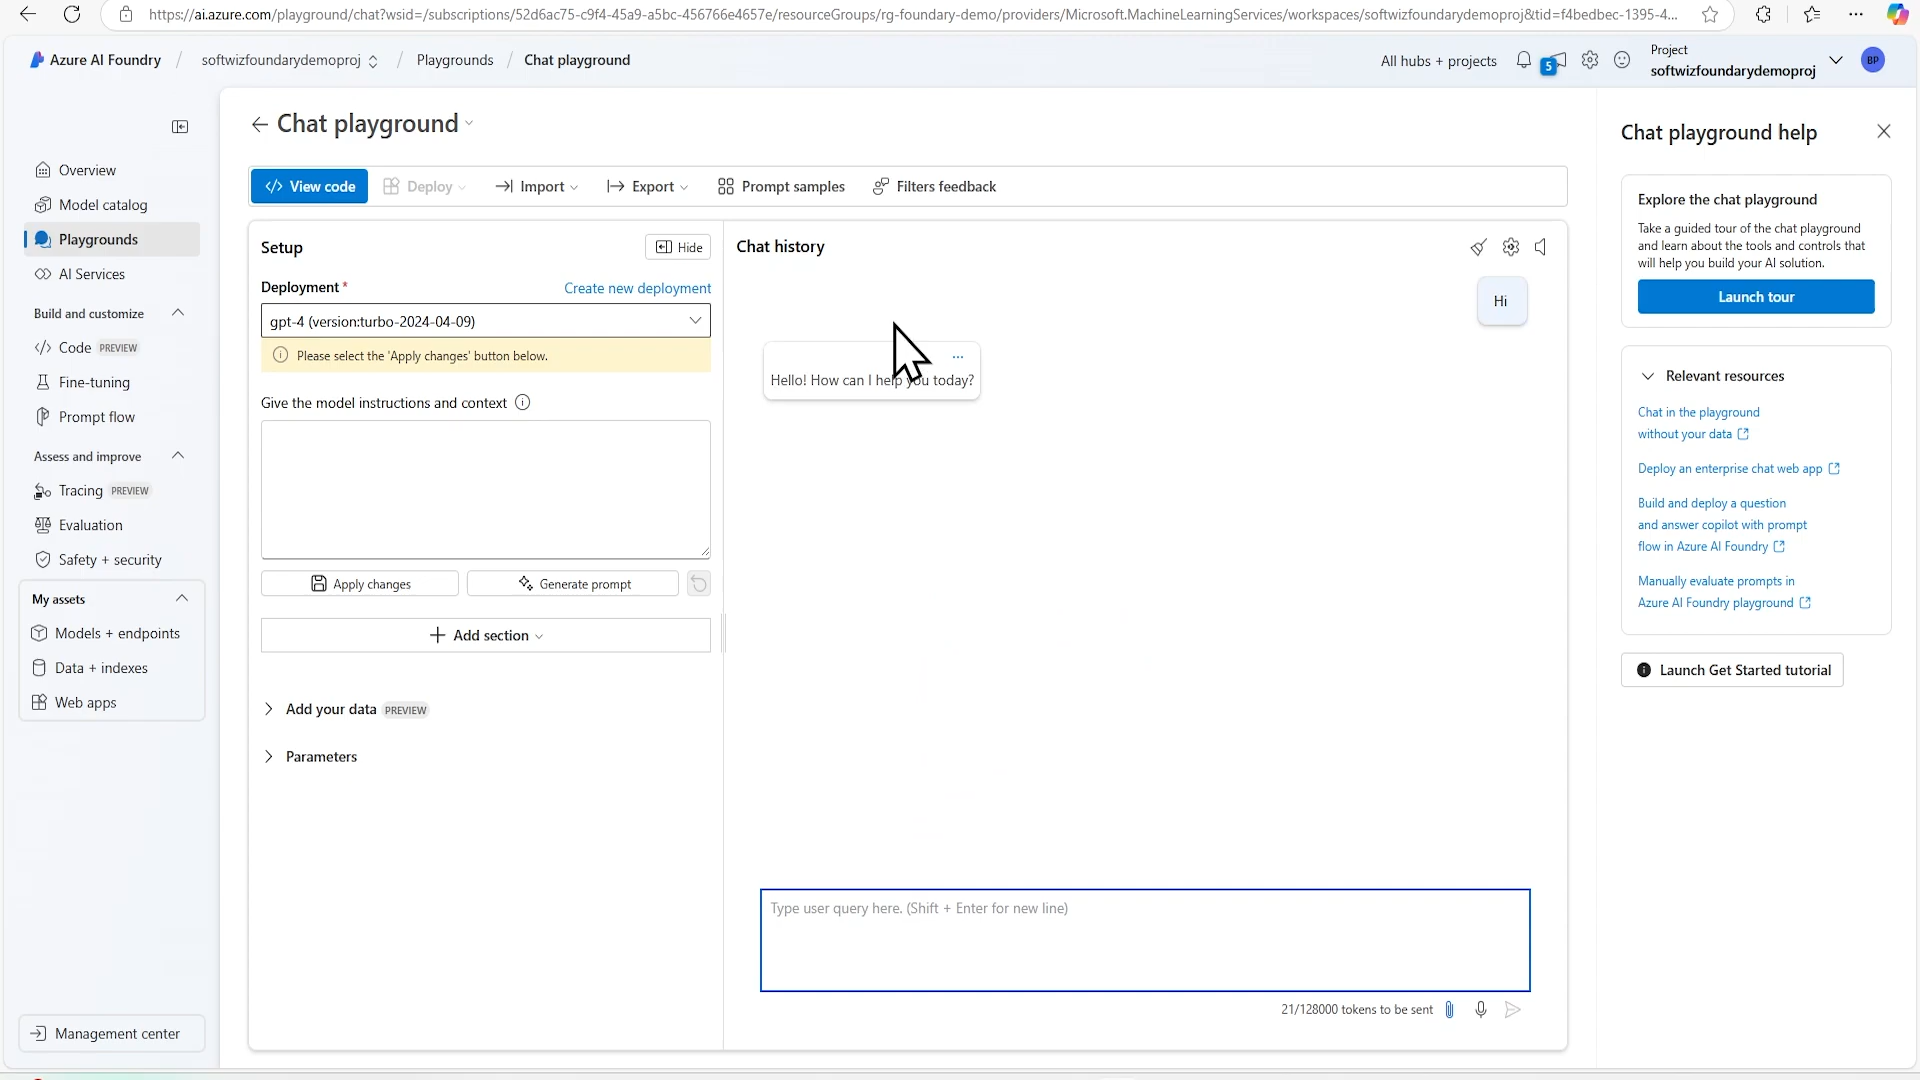 https://ai.azure.com/playground/chat?wsid=/subscriptions/52d6ac75-c9f4-45a9-a5bc-456766e4657e/resourceGroups/rg-foundary-demo/providers/Microsoft.MachineLearningServices/workspaces/softwizfoundarydemoproj&tid=f4bedbec-1395-4...
Azure AI Foundry / softwizfoundarydemoproj / Playgrounds / Chat playground
All hubs + projects
5
Project
softwizfoundarydemoproj
BP
Overview
Model catalog
Playgrounds
AI Services
Build and customize
Code PREVIEW
Fine-tuning
Prompt flow
Assess and improve
Tracing PREVIEW
Evaluation
Safety + security
My assets
Models + endpoints
Data + indexes
Web apps
Management center
Chat playground
View code
Deploy
Import
Export
Prompt samples
Filters feedback
Setup
Hide
Deployment *
Create new deployment
gpt-4 (version:turbo-2024-04-09)
Please select the 'Apply changes' button below.
Give the model instructions and context
Apply changes
Generate prompt
Add section
Add your data PREVIEW
Parameters
Chat history
Hi
Hello! How can I help you today?
Type user query here. (Shift + Enter for new line)
21/128000 tokens to be sent
Chat playground help
Explore the chat playground
Take a guided tour of the chat playground
and learn about the tools and controls that
will help you build your AI solution.
Launch tour
Relevant resources
Chat in the playground
without your data
Deploy an enterprise chat web app
Build and deploy a question
and answer copilot with prompt
flow in Azure AI Foundry
Manually evaluate prompts in
Azure AI Foundry playground
Launch Get Started tutorial